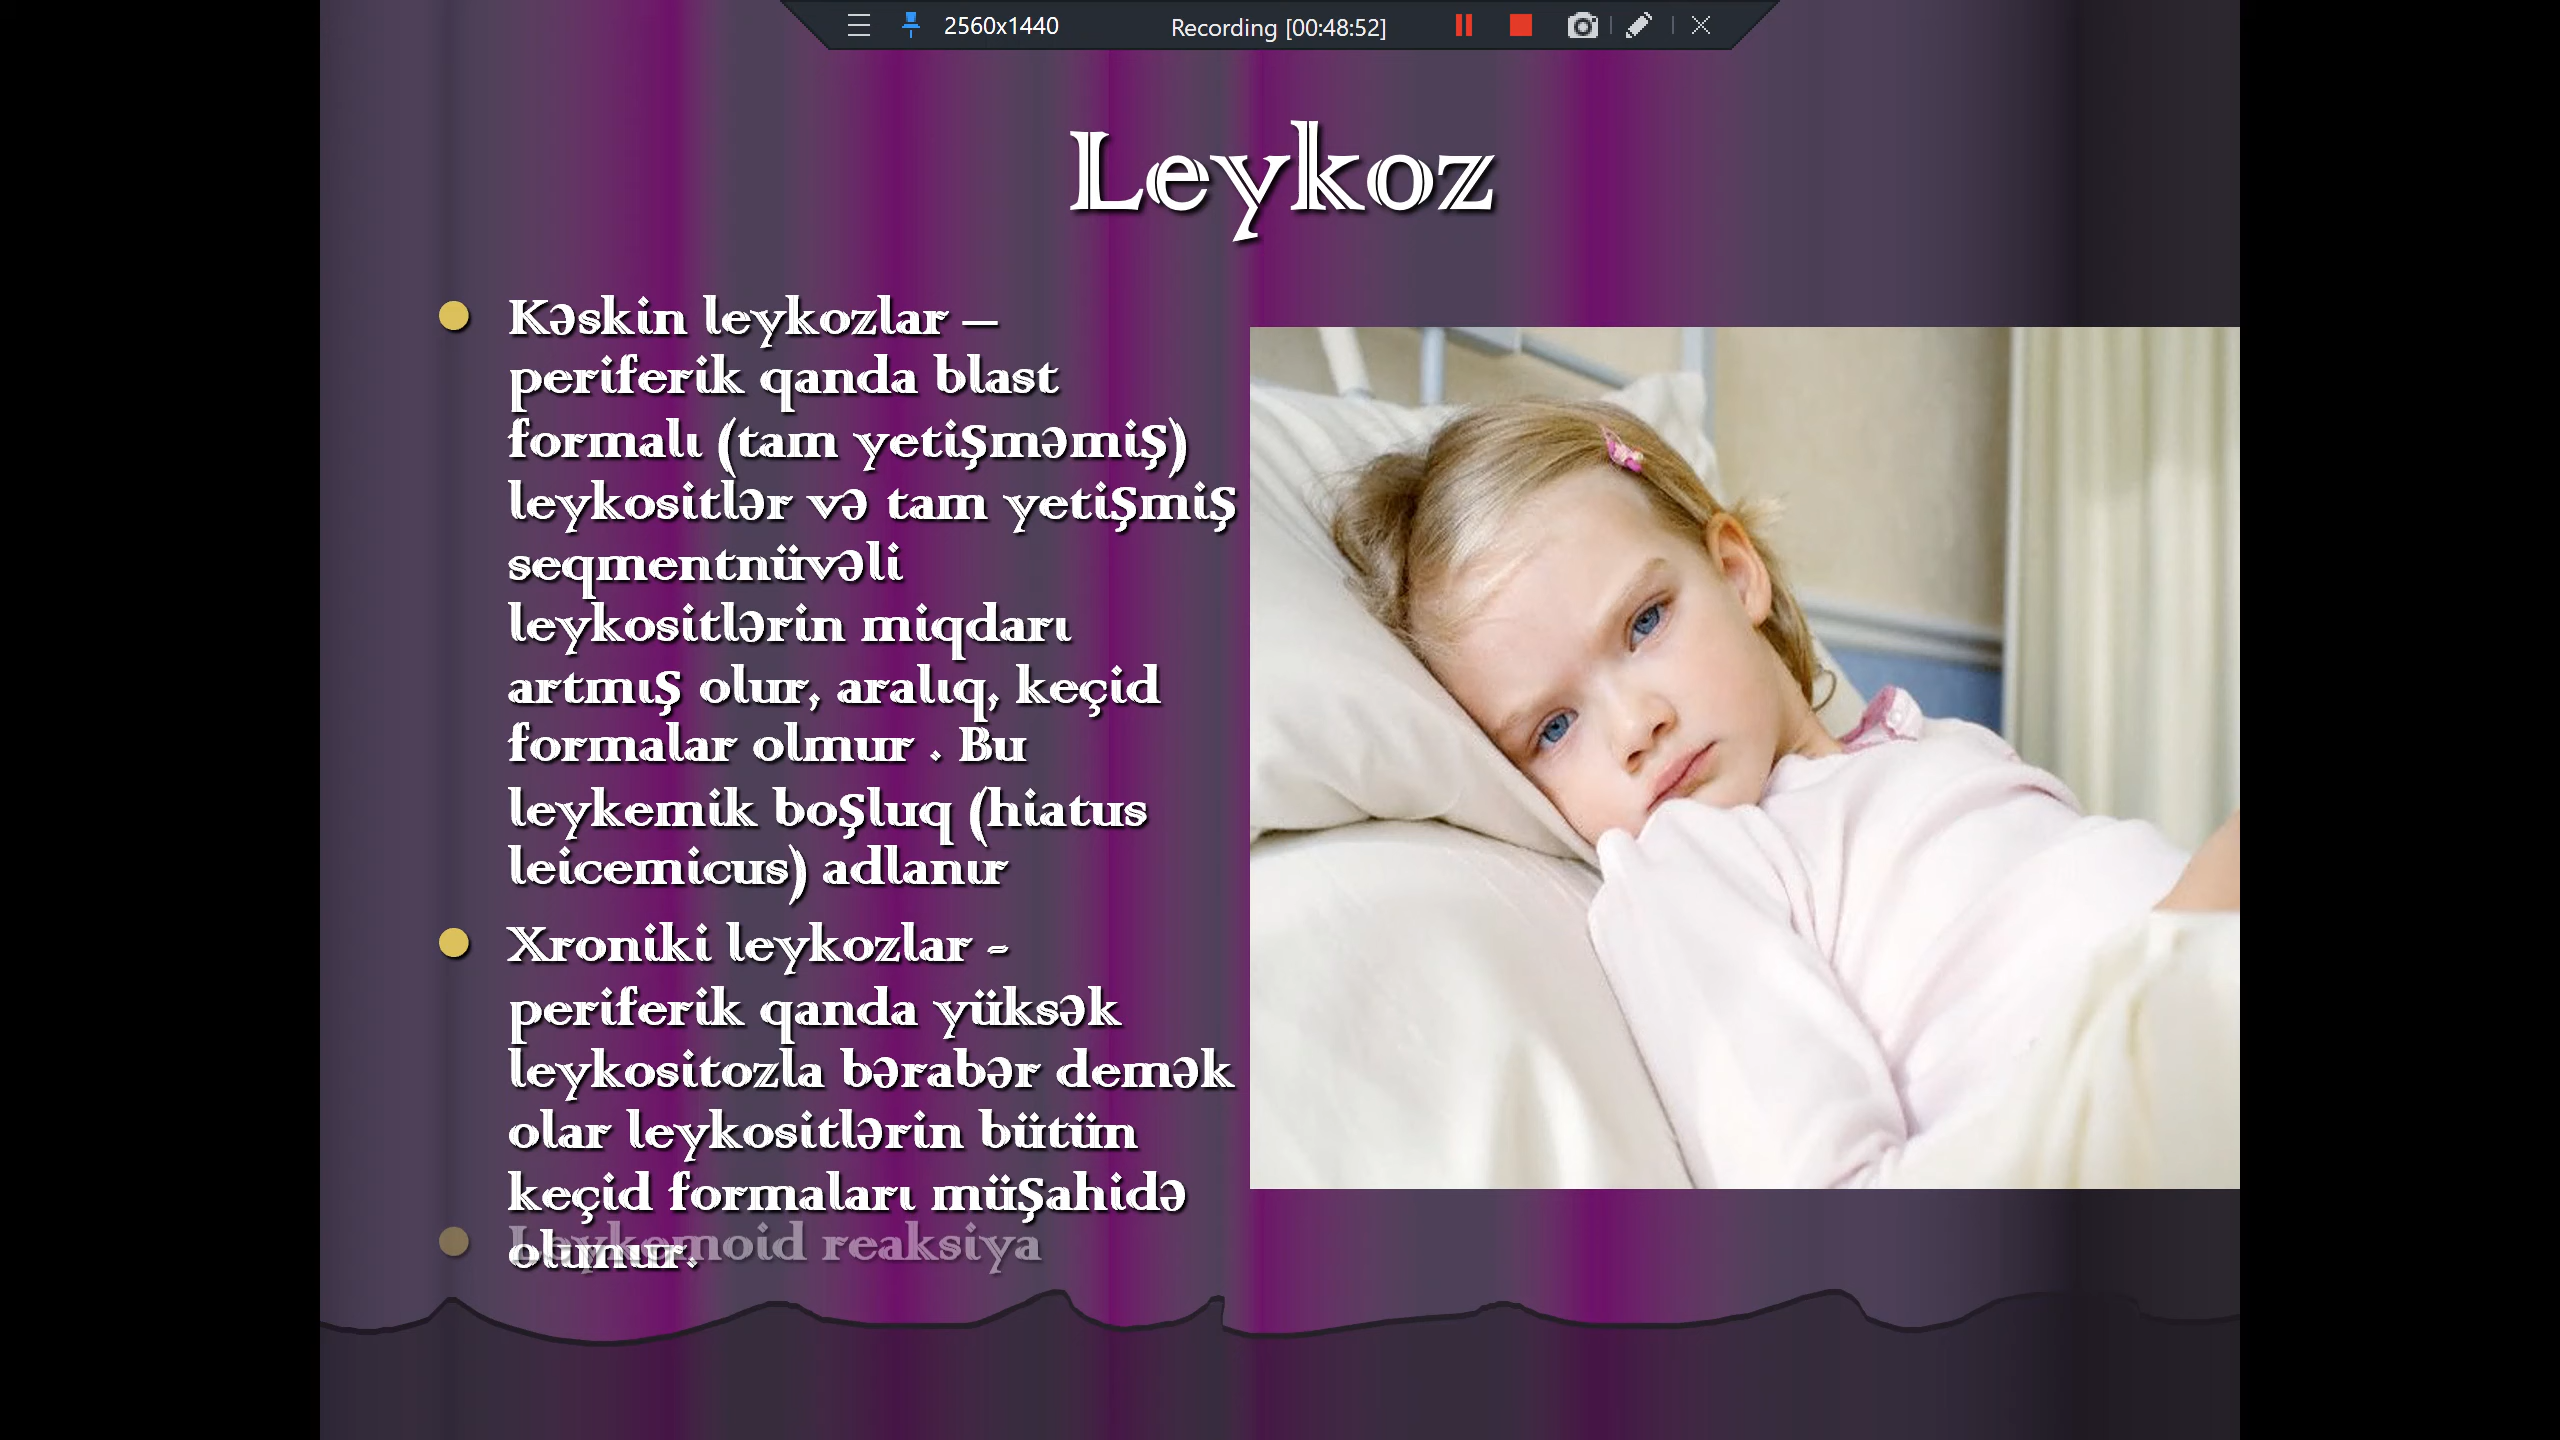 2560x1440 Recording [00:48:52]
Leykoz
Kəskin leykozlar –
periferik qanda blast
formalı (tam yetişməmiş)
leykositlər və tam yetişmiş
seqmentnüvəli
leykositlərin miqdarı
artmış olur, aralıq, keçid
formalar olmur . Bu
leykemik boşluq (hiatus
leicemicus) adlanır
Xroniki leykozlar -
periferik qanda yüksək
leykositozla bərabər demək
olar leykositlərin bütün
keçid formaları müşahidə
olumur.
Leykemoid reaksiya